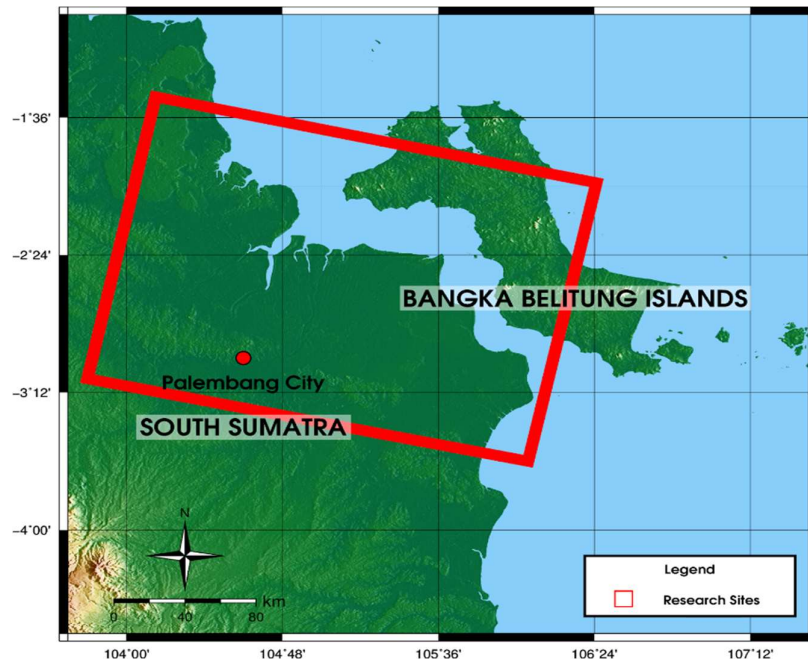 -1°36'
-2°24'
BANGKA BELITUNG ISLANDS
Palembang City
-3°12'
SOUTH SUMATRA
-4°00'
N
km
0 40 80
Legend
Research Sites
104°00' 104°48' 105°36' 106°24' 107°12'